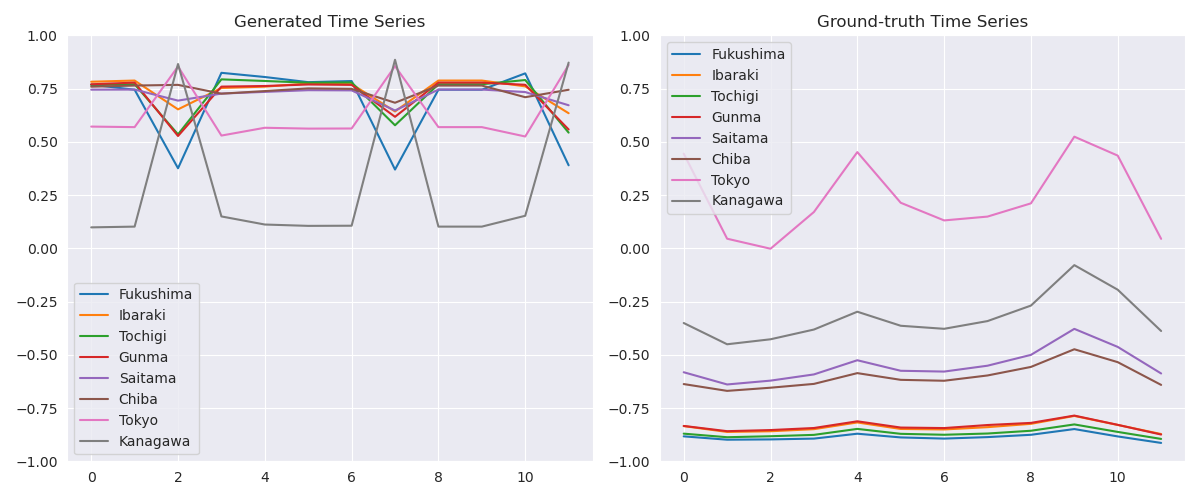 Generated Time Series
1.00
0.75
0.50
0.25
0.00
−0.25
−0.50
−0.75
−1.00
Fukushima
Ibaraki
Tochigi
Gunma
Saitama
Chiba
Tokyo
Kanagawa
0 2 4 6 8 10
Ground-truth Time Series
1.00
0.75
0.50
0.25
0.00
−0.25
−0.50
−0.75
−1.00
Fukushima
Ibaraki
Tochigi
Gunma
Saitama
Chiba
Tokyo
Kanagawa
0 2 4 6 8 10